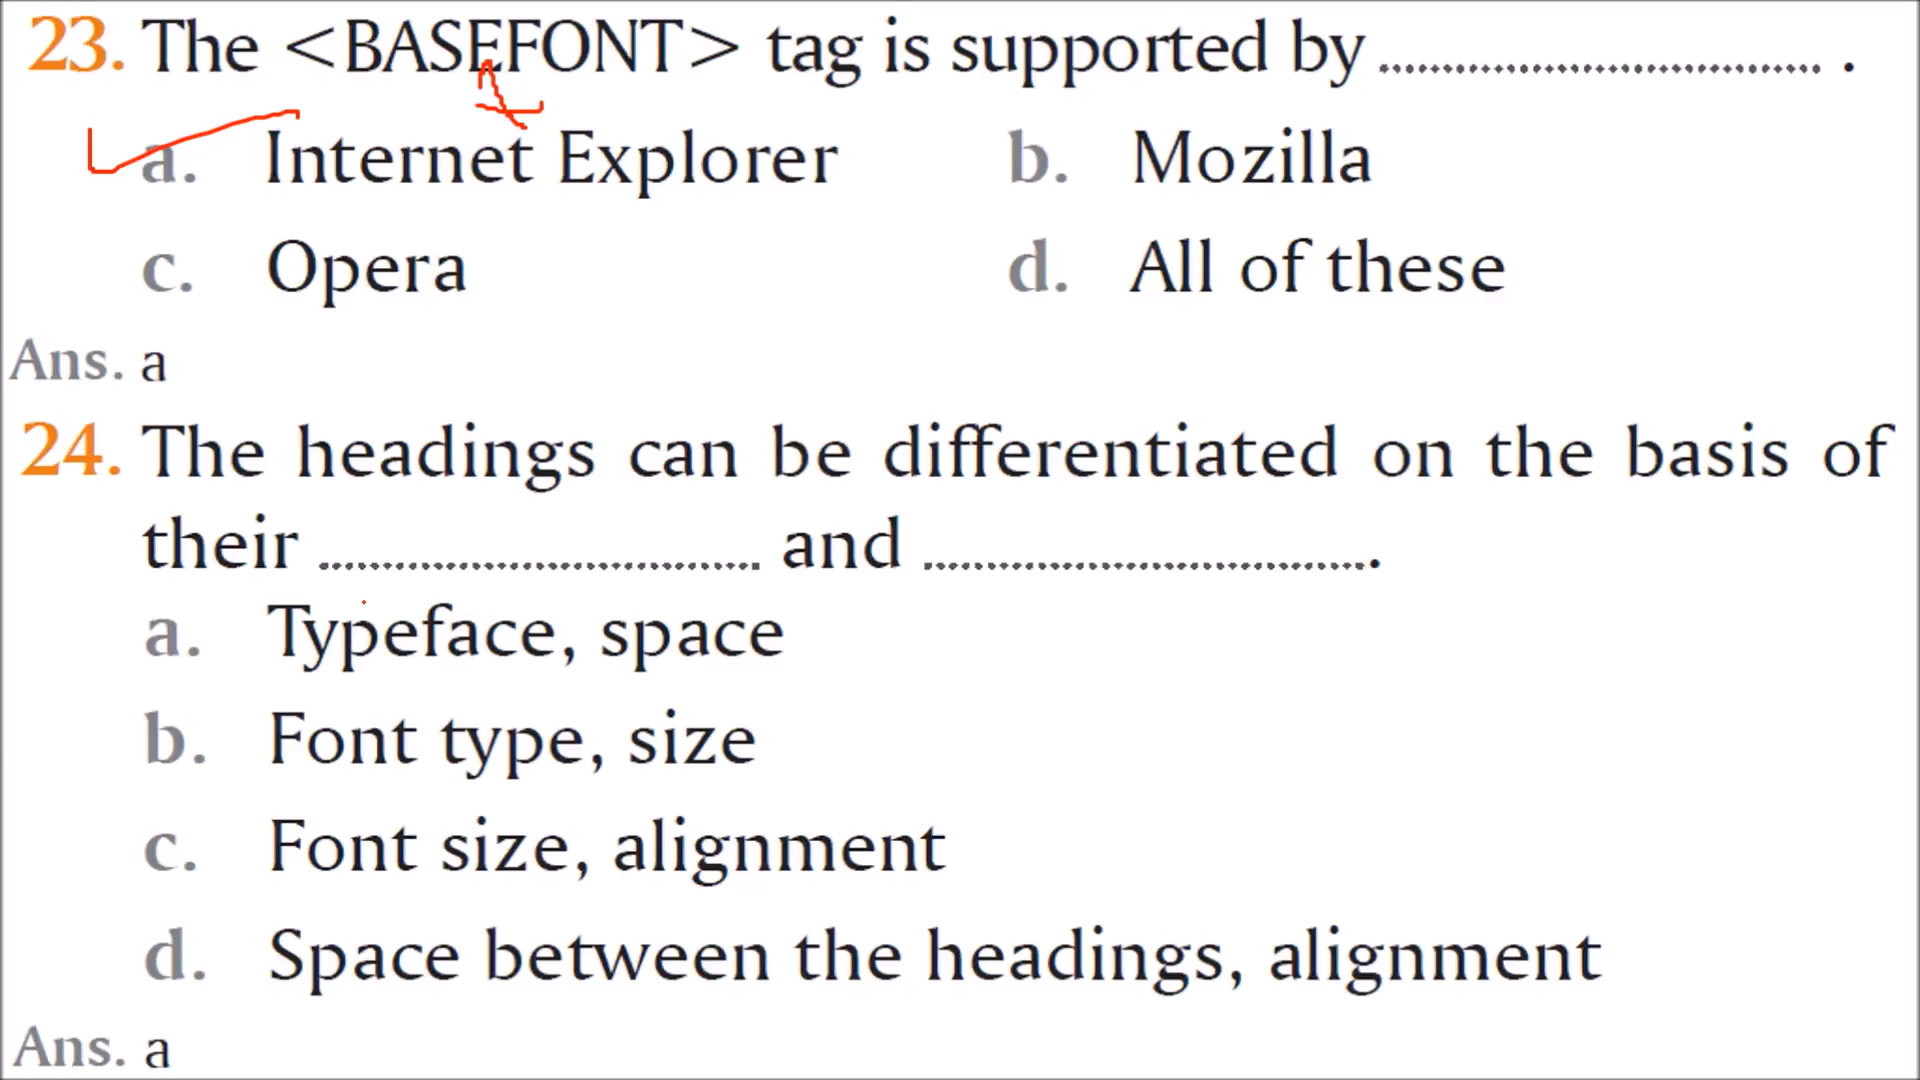 23. The <BASEFONT> tag is supported by .................................... .
a. Internet Explorer b. Mozilla
c. Opera d. All of these
Ans. a
24. The headings can be differentiated on the basis of
their .................................... and ....................................
a. Typeface, space
b. Font type, size
c. Font size, alignment
d. Space between the headings, alignment
Ans. a